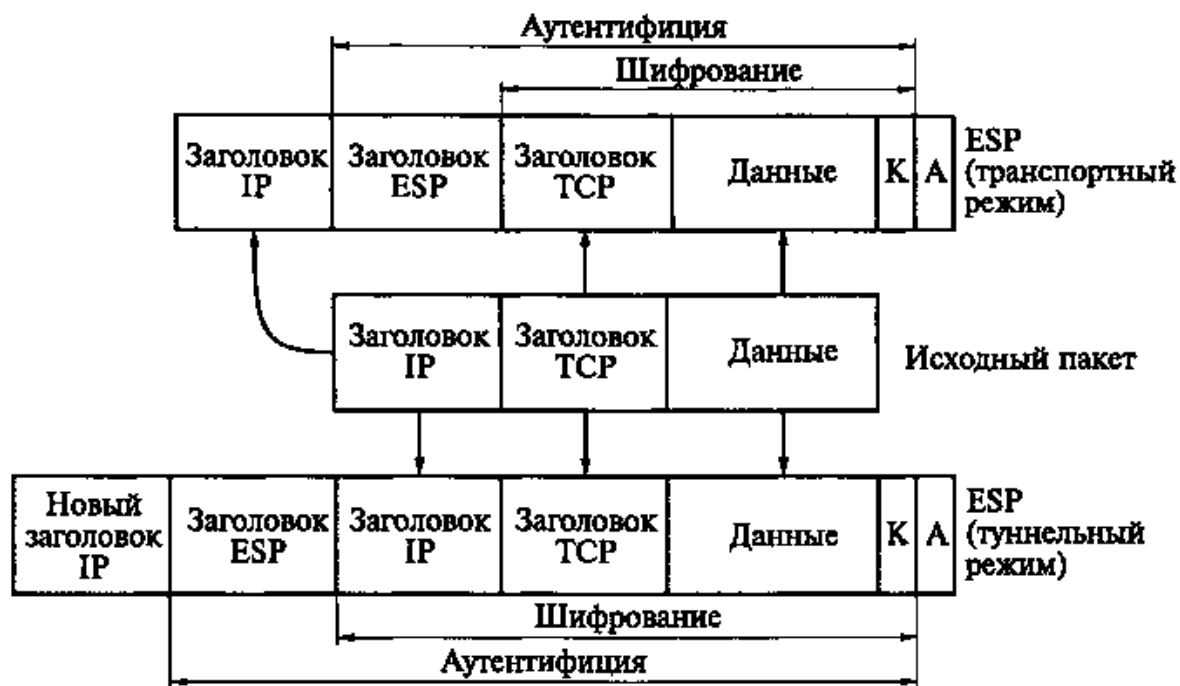 Аутентифиция
Шифрование
Заголовок
IP
Заголовок
ESP
Заголовок
TCP
Данные
К
А
ESP
(транспортный
режим)
Заголовок
IP
Заголовок
TCP
Данные
Исходный пакет
Новый
заголовок
IP
Заголовок
ESP
Заголовок
IP
Заголовок
TCP
Данные
К
А
ESP
(туннельный
режим)
Шифрование
Аутентифиция